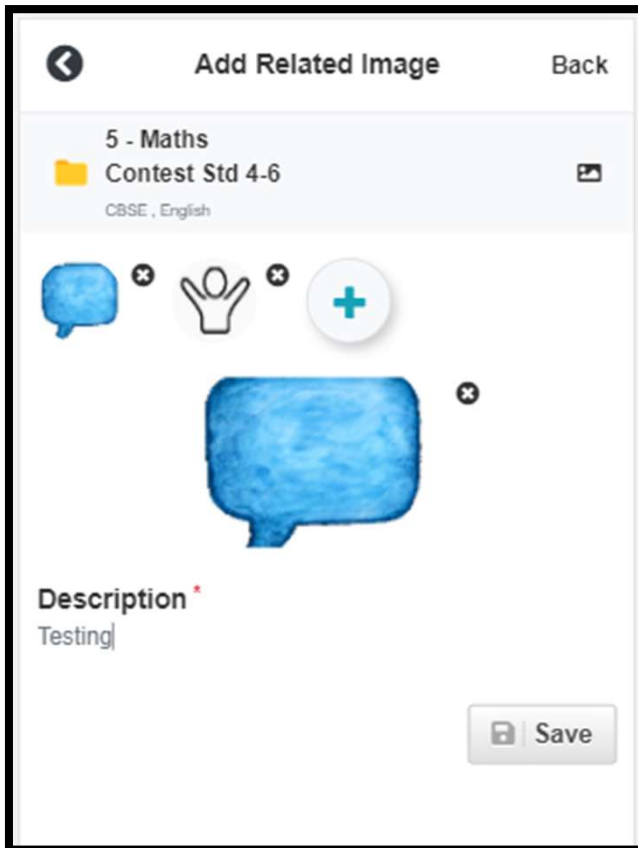 Add Related Image
Back
5 - Maths
Contest Std 4-6
CBSE , English
Description *
Testing
Save